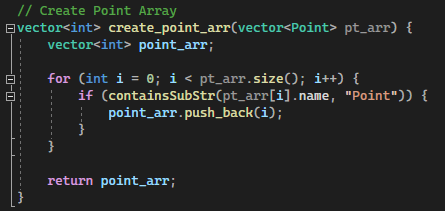 // Create Point Array
vector<int> create_point_arr(vector<Point> pt_arr) {
    vector<int> point_arr;

    for (int i = 0; i < pt_arr.size(); i++) {
        if (containsSubStr(pt_arr[i].name, "Point")) {
            point_arr.push_back(i);
        }
    }

    return point_arr;
}